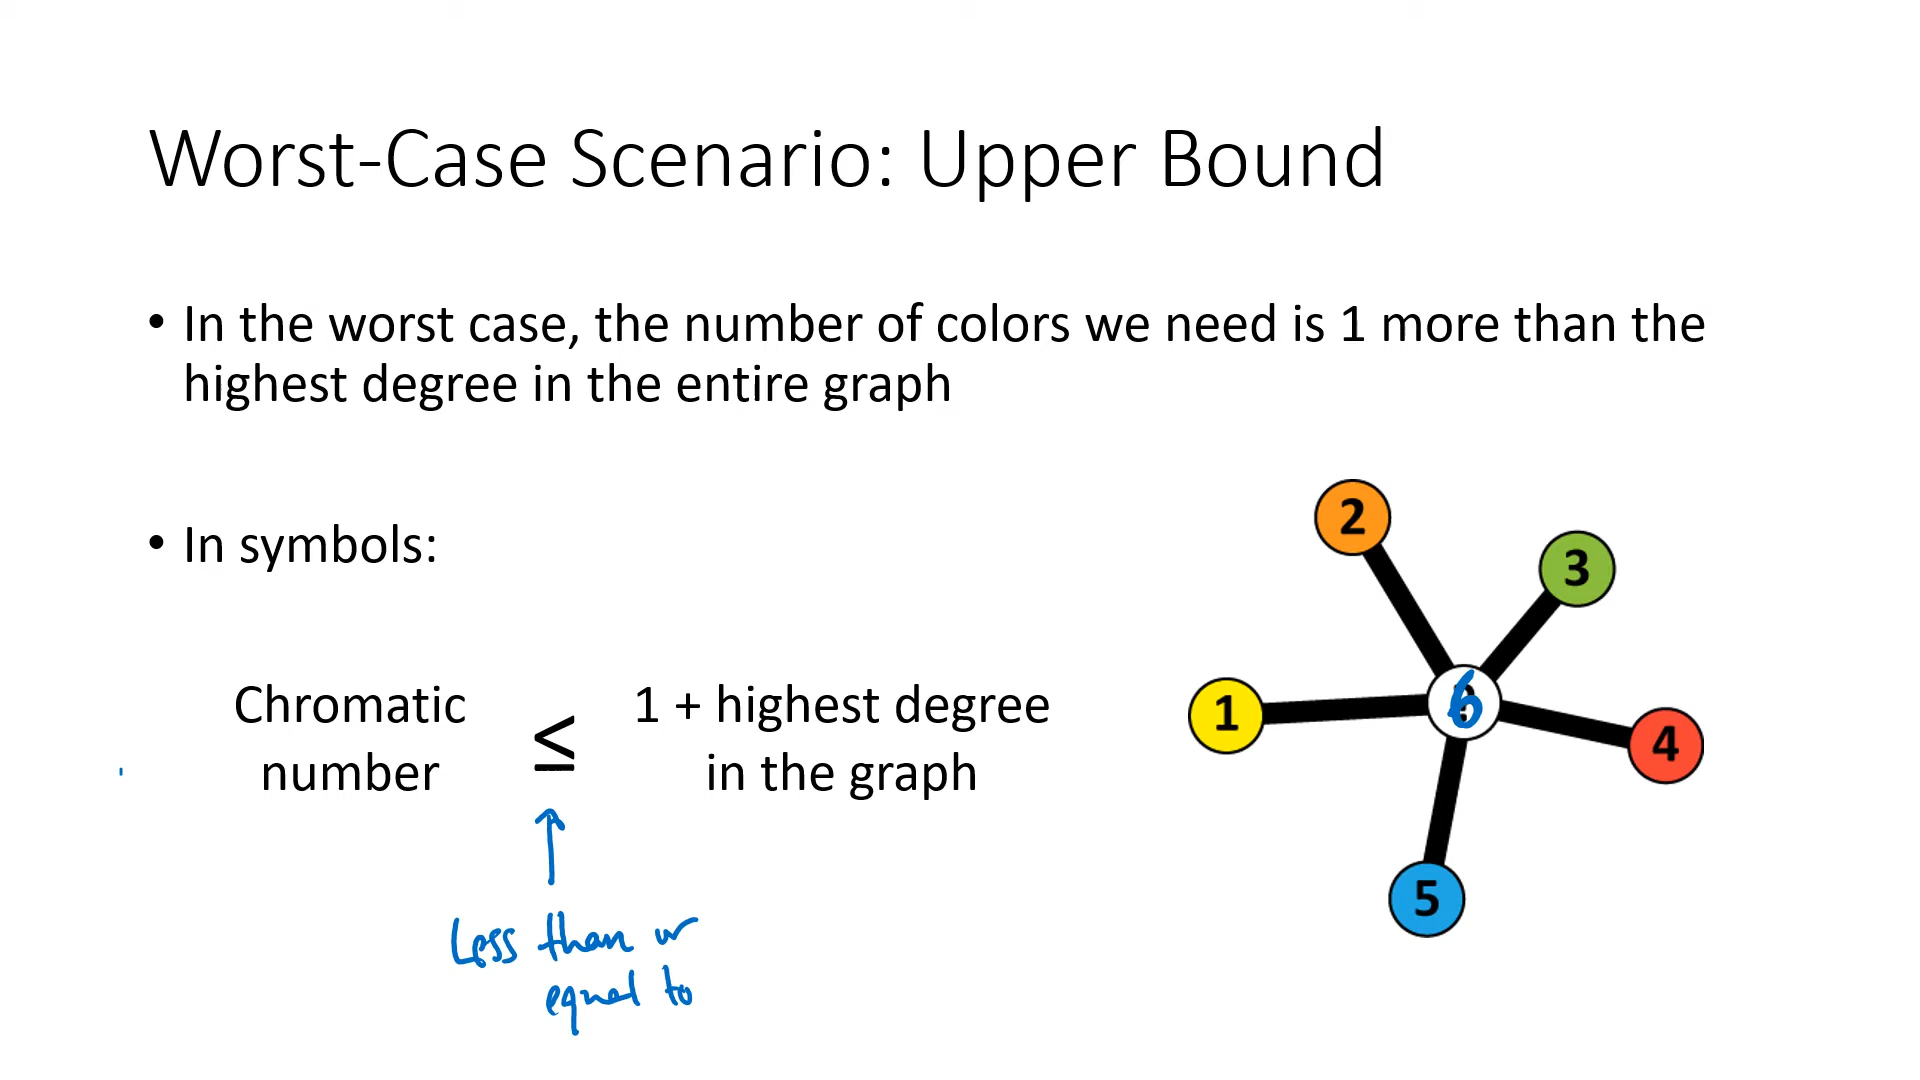 Worst-Case Scenario: Upper Bound
• In the worst case, the number of colors we need is 1 more than the
highest degree in the entire graph
• In symbols:
Chromatic
number
≤
1 + highest degree
in the graph
Less than or
equal to
2
3
1
6
4
5